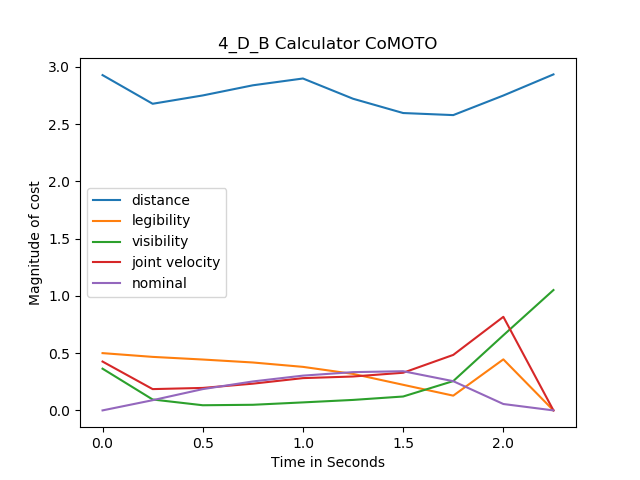 4_D_B Calculator CoMOTO
Magnitude of cost
3.0
2.5
2.0
1.5
1.0
0.5
0.0
distance
legibility
visibility
joint velocity
nominal
0.0 0.5 1.0 1.5 2.0
Time in Seconds